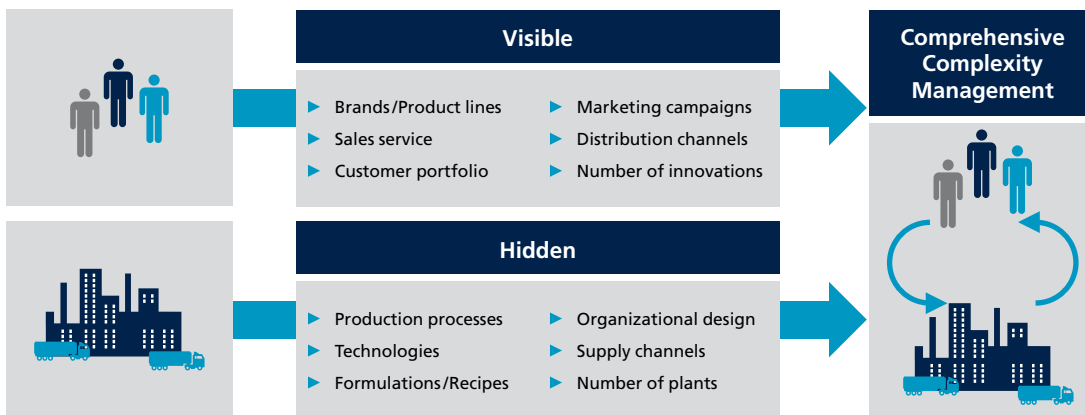 Visible
Brands/Product lines
Sales service
Customer portfolio
Marketing campaigns
Distribution channels
Number of innovations
Hidden
Production processes
Technologies
Formulations/Recipes
Organizational design
Supply channels
Number of plants
Comprehensive
Complexity
Management